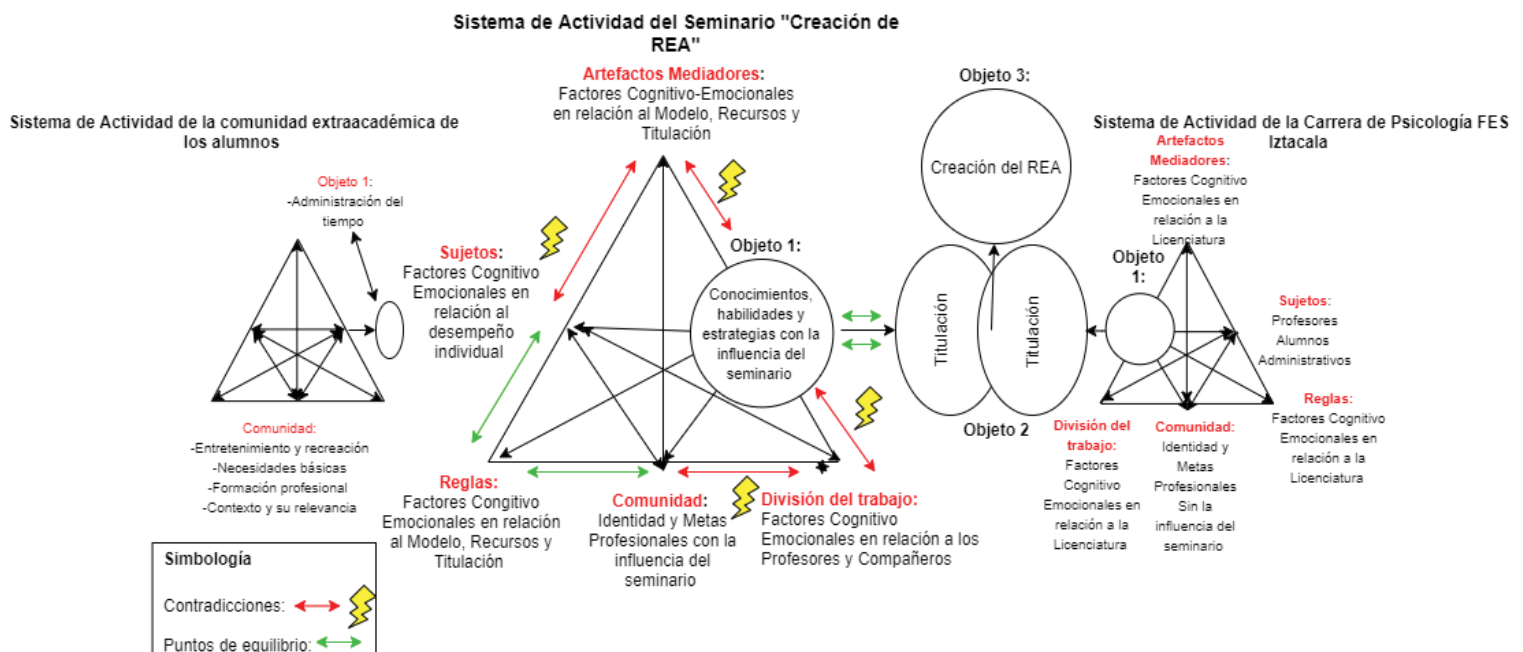 Sistema de Actividad del Seminario "Creación de
REA"
Sistema de Actividad de la comunidad extraacadémica de
los alumnos
Objeto 1:
-Administración del
tiempo
Comunidad:
-Entretenimiento y recreación
-Necesidades básicas
-Formación profesional
-Contexto y su relevancia
Artefactos Mediadores:
Factores Cognitivo-Emocionales
en relación al Modelo, Recursos y
Titulación
Sujetos:
Factores Cognitivo
Emocionales en
relación al
desempeño
individual
Objeto 1:
Conocimientos,
habilidades y
estrategias con la
influencia del
seminario
Reglas:
Factores Congitivo
Emocionales en relación
al Modelo, Recursos y
Titulación
Comunidad:
Identidad y Metas
Profesionales con la
influencia del
seminario
División del trabajo:
Factores Cognitivo
Emocionales en relación a los
Profesores y Compañeros
Objeto 3:
Creación del REA
Titulación
Titulación
Objeto 2
Sistema de Actividad de la Carrera de Psicología FES
Iztacala
Artefactos
Mediadores:
Factores Cognitivo
Emocionales en
relación a la
Licenciatura
Objeto
1:
Sujetos:
Profesores
Alumnos
Administrativos
Reglas:
Factores Cognitivo
Emocionales en
relación a la
Licenciatura
División del
trabajo:
Factores
Cognitivo
Emocionales en
relación a la
Licenciatura
Comunidad:
Identidad y
Metas
Profesionales
Sin la
influencia del
seminario
Simbología
Contradicciones:
Puntos de equilibrio: